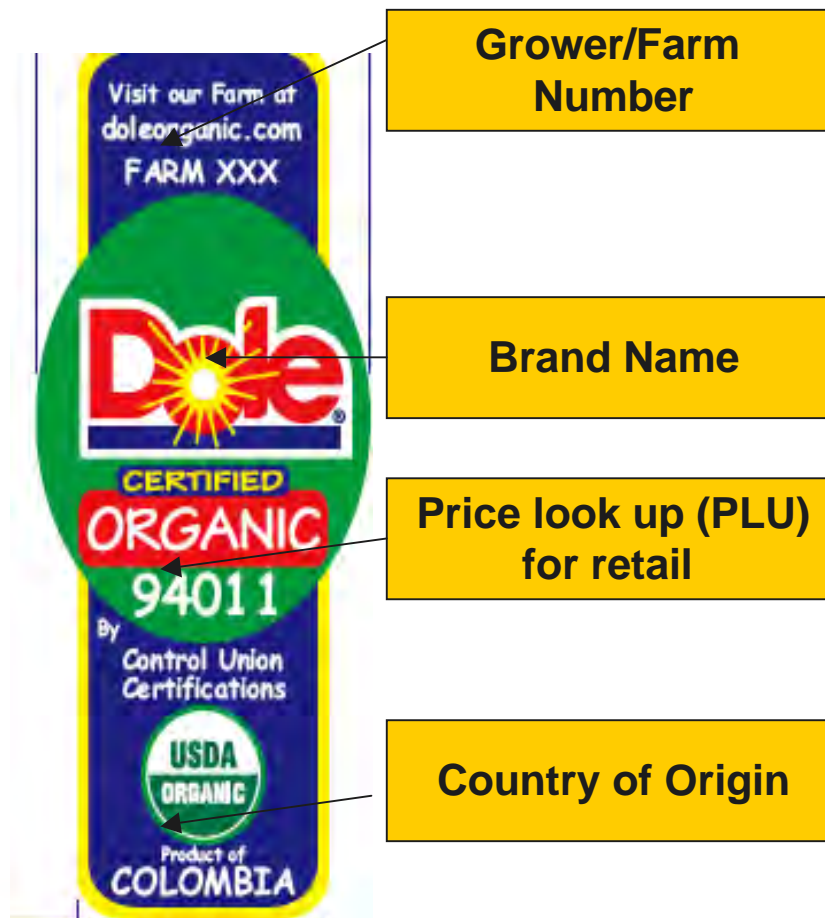 Visit our Farm at
doleorganic.com
FARM XXX
Dole®
CERTIFIED
ORGANIC
94011
By
Control Union
Certifications
USDA
ORGANIC
Product of
COLOMBIA
Grower/Farm
Number
Brand Name
Price look up (PLU)
for retail
Country of Origin